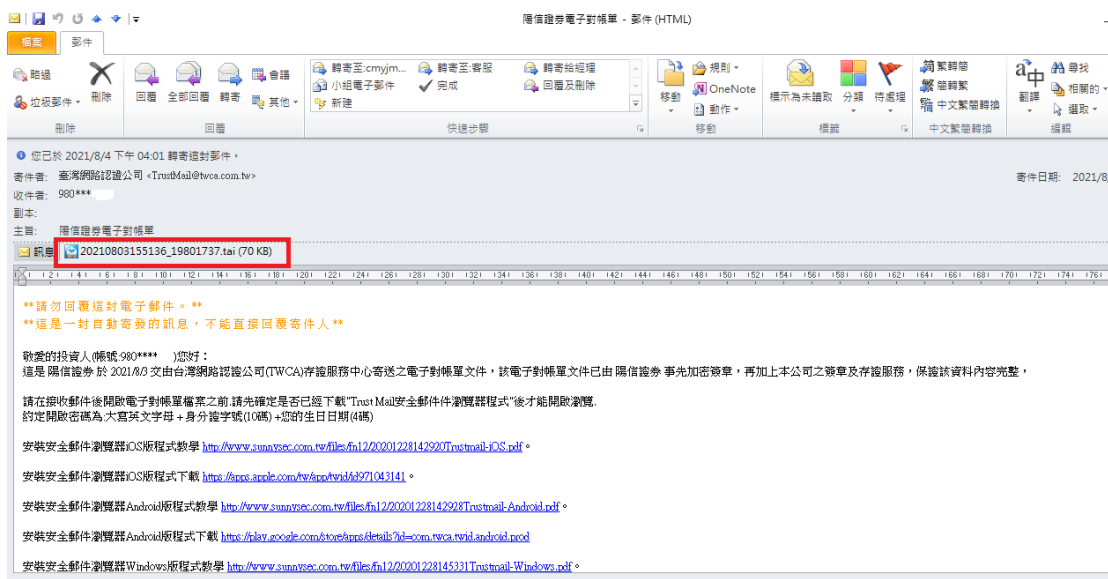 陽信證券電子對帳單 - 郵件 (HTML)
檔案 郵件
略過 垃圾郵件 刪除
回覆 全部回覆 轉寄 會議 其他
轉寄至:cmyjm... 轉寄至:客服 轉寄給經理
小組電子郵件 完成 回覆及刪除
新建
移動 規則 OneNote 動作
標示為未讀取 分類 待處理
簡 繁轉簡
繁 簡轉繁
中文繁簡轉換
翻譯 尋找 相關的 選取
刪除 回覆 快速步驟 移動 標籤 中文繁簡轉換 編輯
您已於 2021/8/4 下午 04:01 轉寄這封郵件。
寄件者: 臺灣網路認證公司 <TrustMail@twca.com.tw> 寄件日期: 2021/8/
收件者: 980***
副本:
主旨: 陽信證券電子對帳單
訊息 20210803155136_19801737.tai (70 KB)
**請勿回覆這封電子郵件。**
**這是一封自動寄發的訊息，不能直接回覆寄件人**
敬愛的投資人(帳號:980**** )您好：
這是 陽信證券 於 2021/8/3 交由台灣網路認證公司(TWCA)存證服務中心寄送之電子對帳單文件，該電子對帳單文件已由 陽信證券 事先加密簽章，再加上本公司之簽章及存證服務，保證該資料內容完整，
請在接收郵件後開啟電子對帳單檔案之前.請先確定是否已經下載"Trust Mail安全郵件件瀏覽器程式"後才能開啟瀏覽.
約定開啟密碼為:大寫英文字母 + 身分證字號(10碼) +您的生日日期(4碼)
安裝安全郵件瀏覽器iOS版程式教學 http://www.sunnysec.com.tw/files/fn12/20201228142920Trustmail-iOS.pdf。
安裝安全郵件瀏覽器iOS版程式下載 https://apps.apple.com/tw/app/twid/id971043141。
安裝安全郵件瀏覽器Android版程式教學 http://www.sunnysec.com.tw/files/fn12/20201228142928Trustmail-Android.pdf。
安裝安全郵件瀏覽器Android版程式下載 https://play.google.com/store/apps/details?id=com.twca.twid.android.prod
安裝安全郵件瀏覽器Windows版程式教學 http://www.sunnysec.com.tw/files/fn12/20201228145331Trustmail-Windows.pdf。